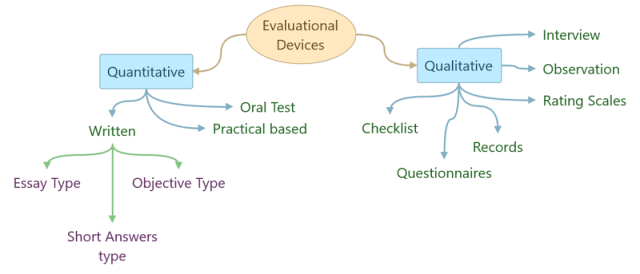 Evaluational
Devices
Quantitative
Qualitative
Interview
Observation
Rating Scales
Oral Test
Practical based
Written
Checklist
Records
Questionnaires
Essay Type
Objective Type
Short Answers
type